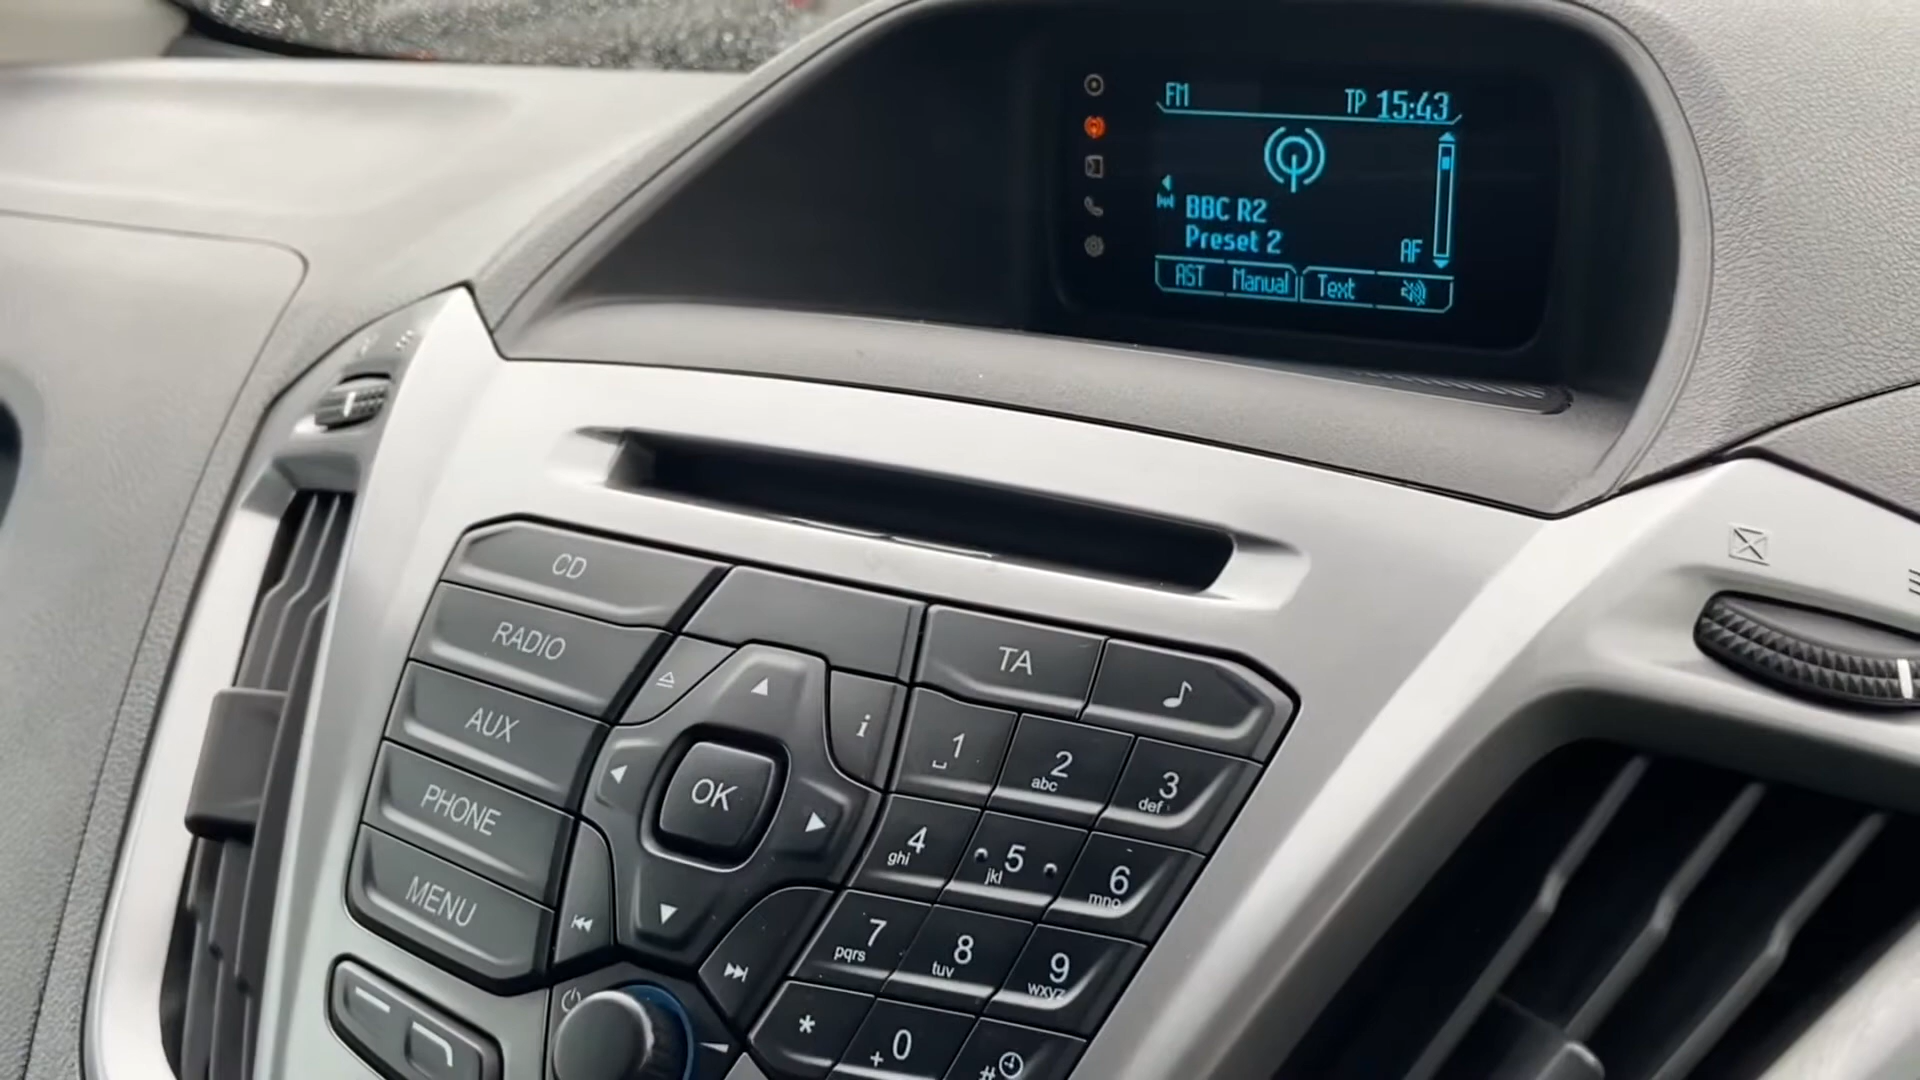 FM TP 15:43
BBC R2
Preset 2 AF
AST Manual Text
CD
RADIO
AUX
PHONE
MENU
OK
i
TA
1
2 abc
3 def
4 ghi
5 jkl
6 mno
7 pqrs
8 tuv
9 wxyz
*
0 +
#